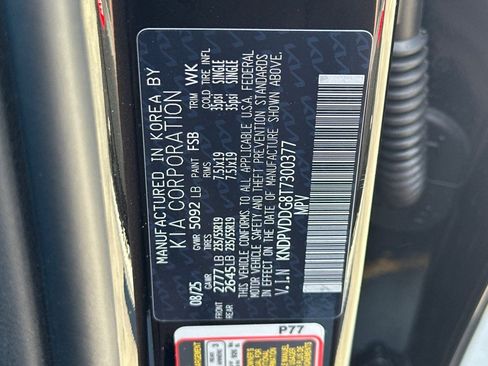 MANUFACTURED IN KOREA BY
KIA CORPORATION
08/25 GVWR 5092 LB PAINT FSB TRIM WK
GAWR TIRES RIMS COLD TIRE INFL
FRONT 2777 LB 235/55R19 7.5Jx19 35psi SINGLE
REAR 2645 LB 235/55R19 7.5Jx19 35psi SINGLE
THIS VEHICLE CONFORMS TO ALL APPLICABLE U.S.A. FEDERAL
MOTOR VEHICLE SAFETY AND THEFT PREVENTION STANDARDS
IN EFFECT ON THE DATE OF MANUFACTURE SHOWN ABOVE.
V.I.N KNDPVDDG8T7300377
MPV
P77